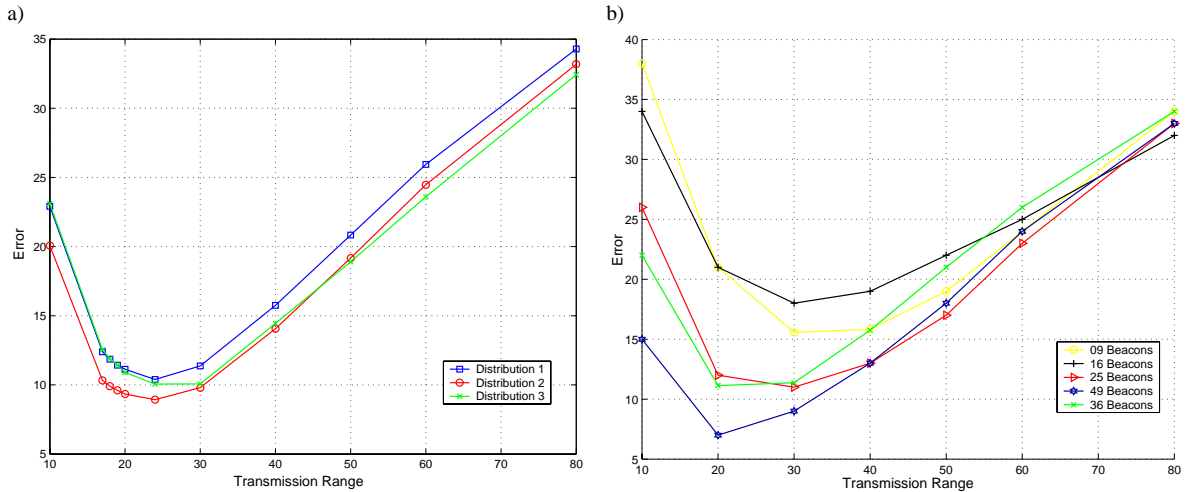 a)
35
30
25
20
15
10
5
Error
10 20 30 40 50 60 70 80
Transmission Range
Distribution 1
Distribution 2
Distribution 3
b)
40
35
30
25
20
15
10
5
Error
10 20 30 40 50 60 70 80
Transmission Range
09 Beacons
16 Beacons
25 Beacons
49 Beacons
36 Beacons